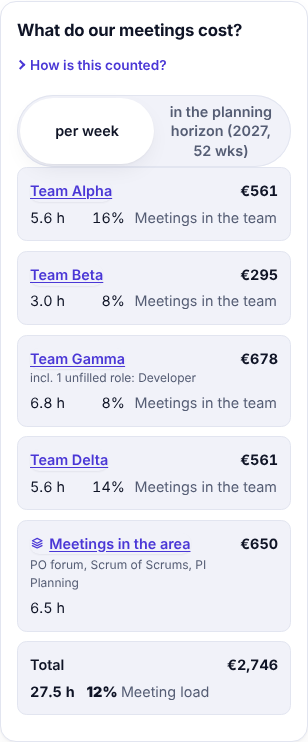 What do our meetings cost?
How is this counted?
per week
in the planning
horizon (2027,
52 wks)
Team Alpha €561
5.6 h 16% Meetings in the team
Team Beta €295
3.0 h 8% Meetings in the team
Team Gamma €678
incl. 1 unfilled role: Developer
6.8 h 8% Meetings in the team
Team Delta €561
5.6 h 14% Meetings in the team
Meetings in the area €650
PO forum, Scrum of Scrums, PI
Planning
6.5 h
Total €2,746
27.5 h 12% Meeting load